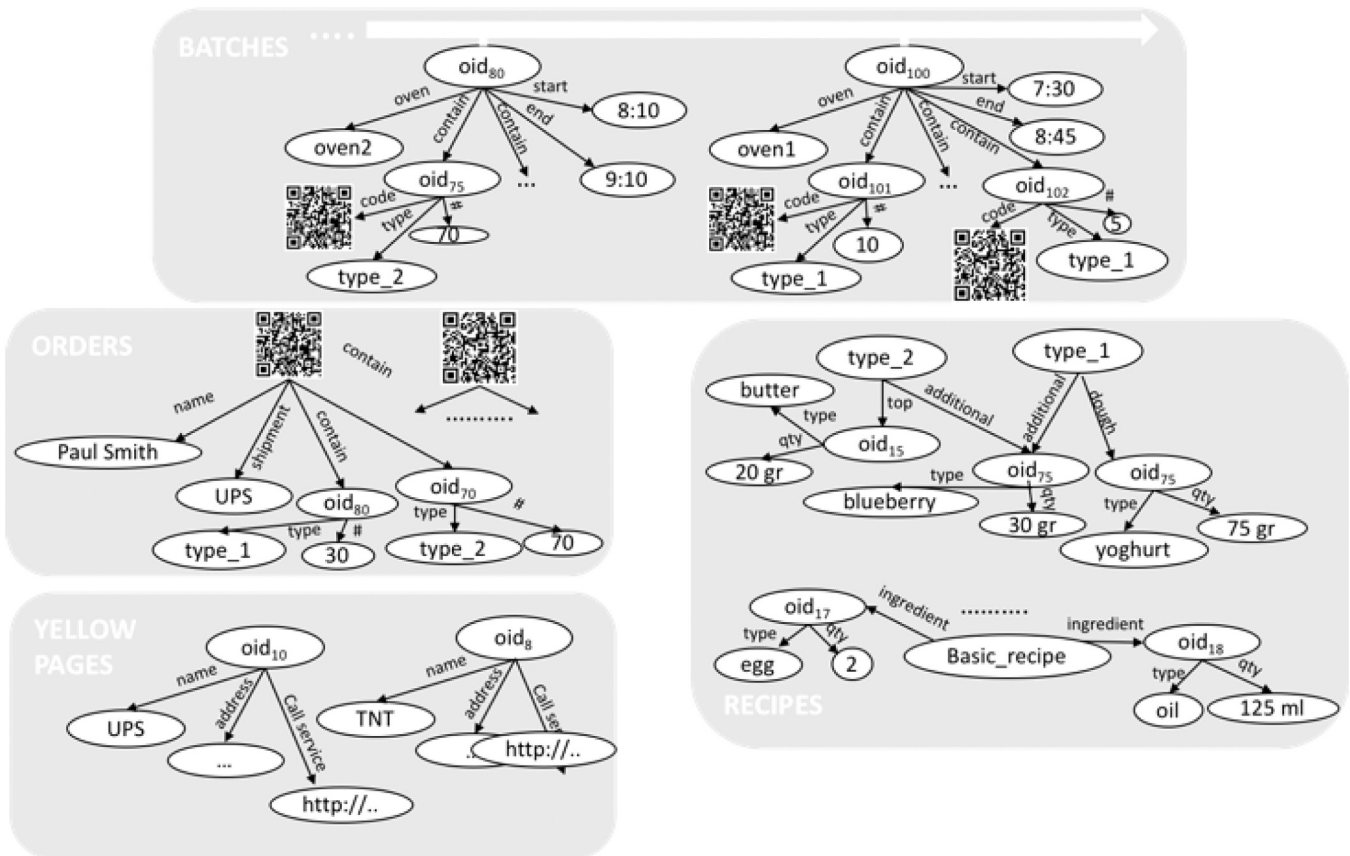 BATCHES ....
oid80
oven
contain
contain
end
start
8:10
oven2
oid75
...
9:10
code
type
#
70
type_2
oid100
oven
contain
contain
contain
end
start
7:30
8:45
oven1
oid101
...
oid102
code
type
#
10
type_1
code
type
#
5
type_1
ORDERS
contain
name
shipment
contain
..........
Paul Smith
UPS
oid80
oid70
type
#
type
#
type_1
30
type_2
70
YELLOW
PAGES
oid10
name
address
Call service
UPS
...
http://..
oid8
name
address
Call ser
TNT
..
http://..
type_2
type_1
butter
top
additional
additional
dough
type
qty
oid15
20 gr
oid75
oid75
type
qty
type
qty
blueberry
30 gr
yoghurt
75 gr
oid17
ingredient
..........
ingredient
oid18
type
qty
Basic_recipe
type
qty
egg
2
oil
125 ml
RECIPES